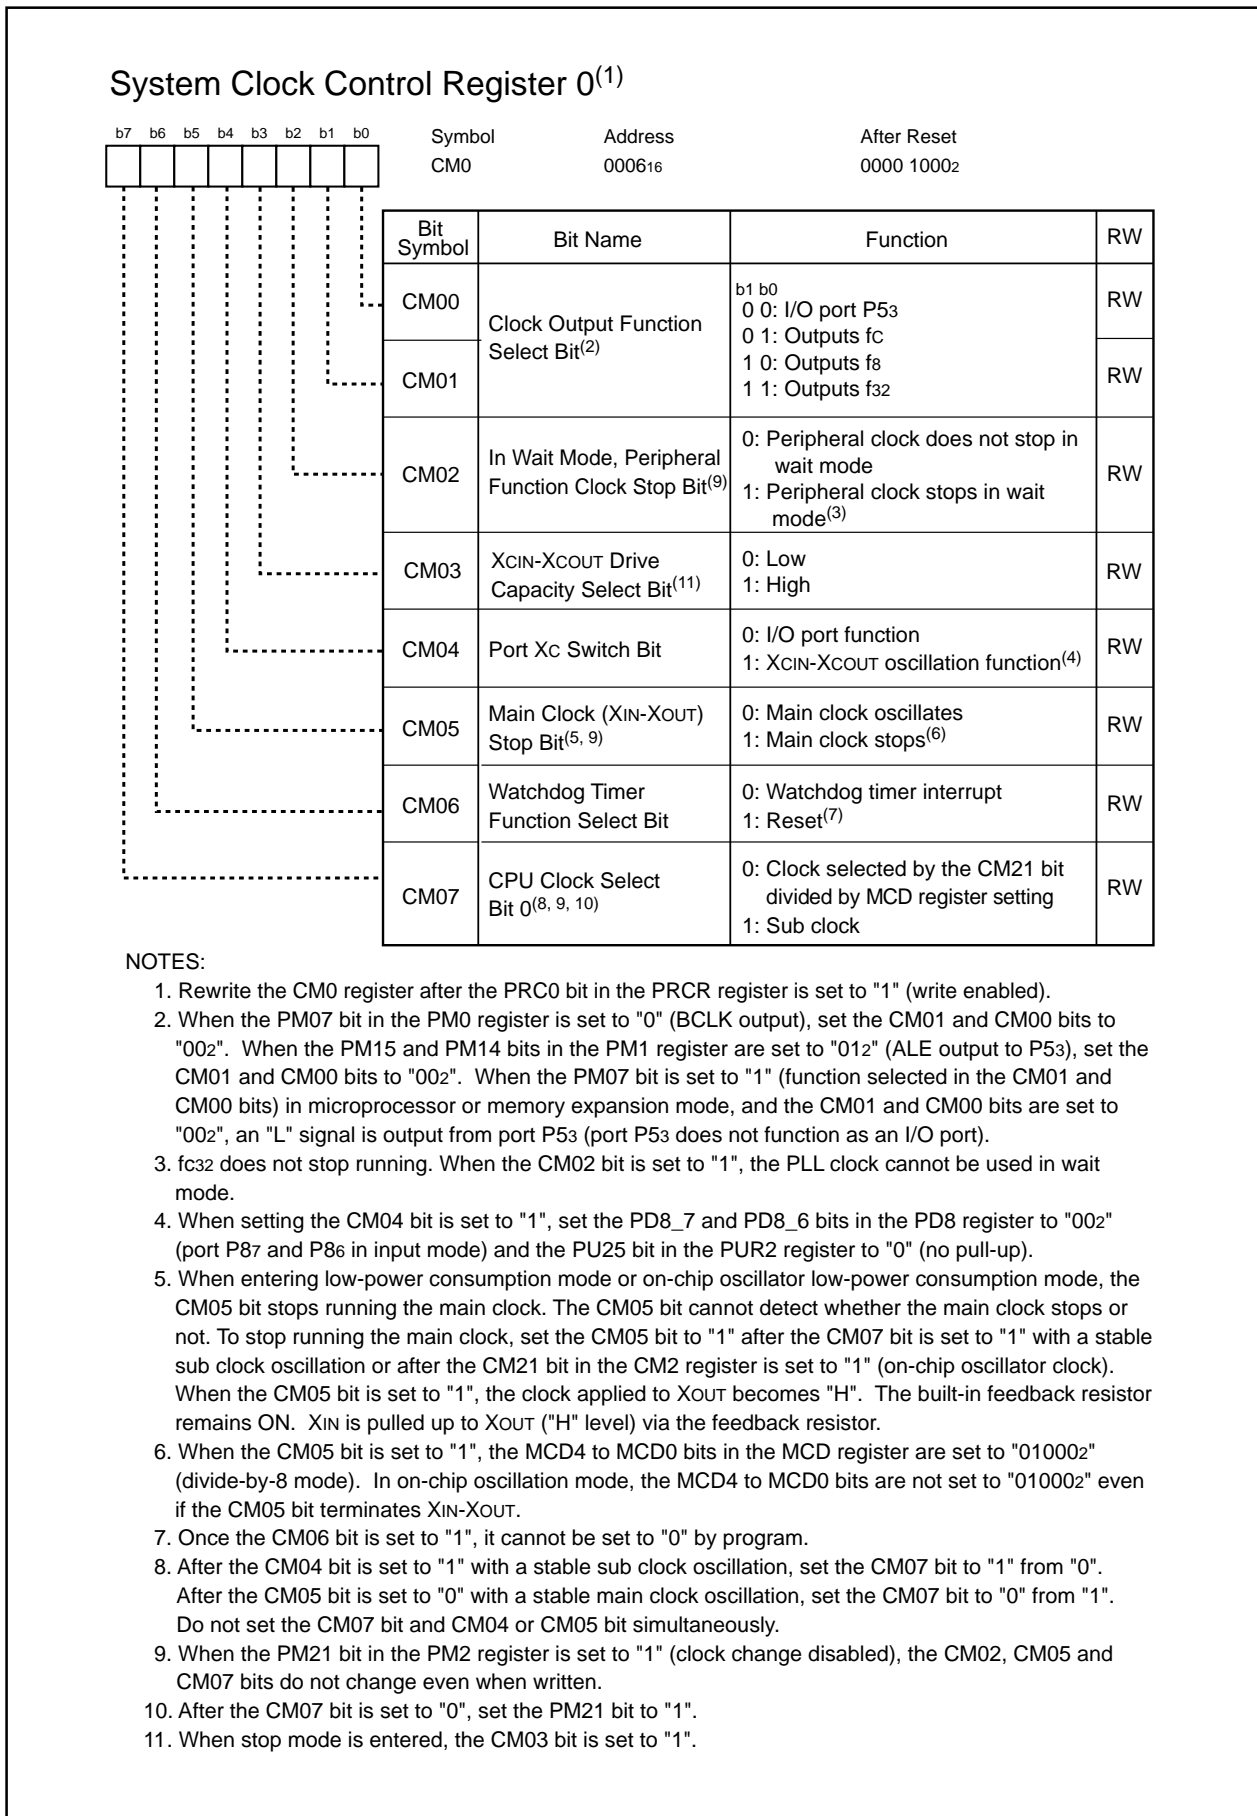 System Clock Control Register 0(1)
b7 b6 b5 b4 b3 b2 b1 b0
Symbol Address After Reset
CM0 000616 0000 10002
Bit Symbol Bit Name Function RW
CM00 RW
Clock Output Function
Select Bit(2)
b1 b0
0 0: I/O port P53
0 1: Outputs fC
1 0: Outputs f8
1 1: Outputs f32
CM01 RW
CM02
In Wait Mode, Peripheral
Function Clock Stop Bit(9)
0: Peripheral clock does not stop in
wait mode
1: Peripheral clock stops in wait
mode(3)
RW
CM03
XCIN-XCOUT Drive
Capacity Select Bit(11)
0: Low
1: High
RW
CM04
Port XC Switch Bit
0: I/O port function
1: XCIN-XCOUT oscillation function(4)
RW
CM05
Main Clock (XIN-XOUT)
Stop Bit(5, 9)
0: Main clock oscillates
1: Main clock stops(6)
RW
CM06
Watchdog Timer
Function Select Bit
0: Watchdog timer interrupt
1: Reset(7)
RW
CM07
CPU Clock Select
Bit 0(8, 9, 10)
0: Clock selected by the CM21 bit
divided by MCD register setting
1: Sub clock
RW
NOTES:
1. Rewrite the CM0 register after the PRC0 bit in the PRCR register is set to "1" (write enabled).
2. When the PM07 bit in the PM0 register is set to "0" (BCLK output), set the CM01 and CM00 bits to
"002". When the PM15 and PM14 bits in the PM1 register are set to "012" (ALE output to P53), set the
CM01 and CM00 bits to "002". When the PM07 bit is set to "1" (function selected in the CM01 and
CM00 bits) in microprocessor or memory expansion mode, and the CM01 and CM00 bits are set to
"002", an "L" signal is output from port P53 (port P53 does not function as an I/O port).
3. fC32 does not stop running. When the CM02 bit is set to "1", the PLL clock cannot be used in wait
mode.
4. When setting the CM04 bit is set to "1", set the PD8_7 and PD8_6 bits in the PD8 register to "002"
(port P87 and P86 in input mode) and the PU25 bit in the PUR2 register to "0" (no pull-up).
5. When entering low-power consumption mode or on-chip oscillator low-power consumption mode, the
CM05 bit stops running the main clock. The CM05 bit cannot detect whether the main clock stops or
not. To stop running the main clock, set the CM05 bit to "1" after the CM07 bit is set to "1" with a stable
sub clock oscillation or after the CM21 bit in the CM2 register is set to "1" (on-chip oscillator clock).
When the CM05 bit is set to "1", the clock applied to XOUT becomes "H". The built-in feedback resistor
remains ON. XIN is pulled up to XOUT ("H" level) via the feedback resistor.
6. When the CM05 bit is set to "1", the MCD4 to MCD0 bits in the MCD register are set to "010002"
(divide-by-8 mode). In on-chip oscillation mode, the MCD4 to MCD0 bits are not set to "010002" even
if the CM05 bit terminates XIN-XOUT.
7. Once the CM06 bit is set to "1", it cannot be set to "0" by program.
8. After the CM04 bit is set to "1" with a stable sub clock oscillation, set the CM07 bit to "1" from "0".
After the CM05 bit is set to "0" with a stable main clock oscillation, set the CM07 bit to "0" from "1".
Do not set the CM07 bit and CM04 or CM05 bit simultaneously.
9. When the PM21 bit in the PM2 register is set to "1" (clock change disabled), the CM02, CM05 and
CM07 bits do not change even when written.
10. After the CM07 bit is set to "0", set the PM21 bit to "1".
11. When stop mode is entered, the CM03 bit is set to "1".